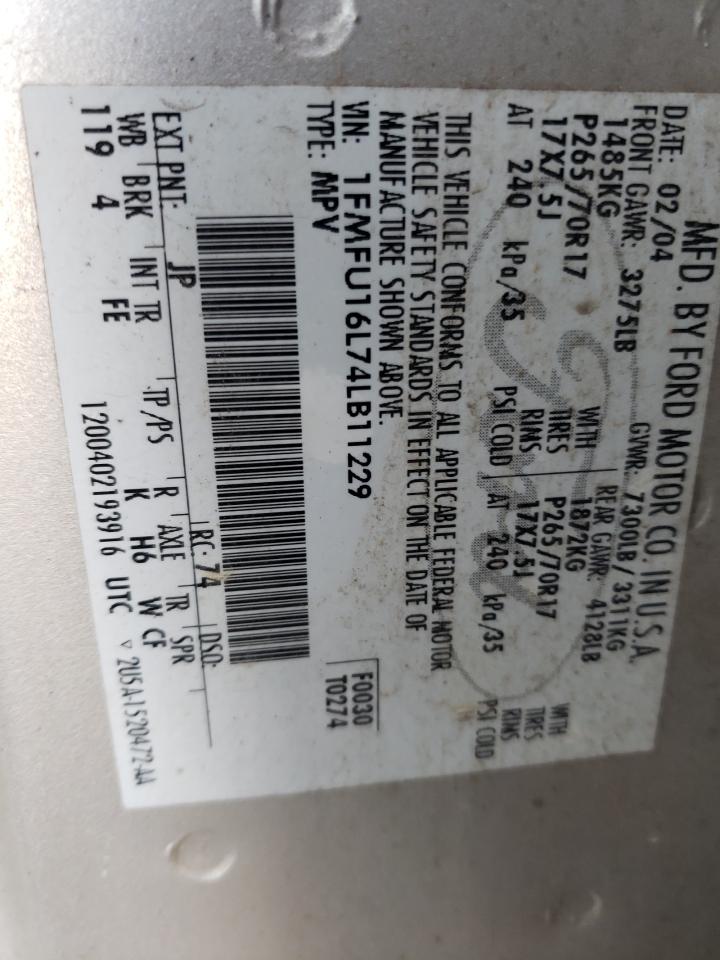 MFD. BY FORD MOTOR CO. IN U.S.A.
DATE: 02/04 GVWR: 7300LB / 3311KG
FRONT GAWR: 3275LB REAR GAWR: 4128LB
1485KG WITH 1872KG WITH
P265/70R17 TIRES P265/70R17 TIRES
17X7.5J RIMS 17X7.5J RIMS
AT 240 kPa/35 PSI COLD AT 240 kPa/35 PSI COLD
THIS VEHICLE CONFORMS TO ALL APPLICABLE FEDERAL MOTOR
VEHICLE SAFETY STANDARDS IN EFFECT ON THE DATE OF
MANUFACTURE SHOWN ABOVE.
VIN: 1FMFU16L74LB11229 F0030
TYPE: MPV T0274
EXT PNT: JP RC: 74 DSO:
WB BRK INT TR TP/PS R AXLE TR SPR
119 4 FE K H6 W CF
1200402193916 UTC ▽ 2U5A-1520472-AA